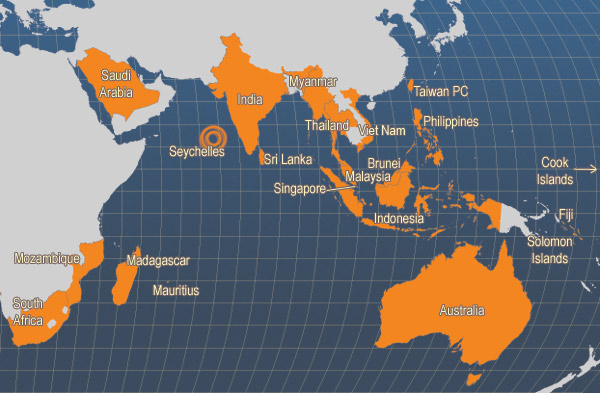 Saudi
Arabia
India
Myanmar
Taiwan PC
Thailand
Viet Nam
Philippines
Seychelles
Sri Lanka
Brunei
Malaysia
Singapore
Cook
Islands
Indonesia
Fiji
Solomon
Islands
Mozambique
Madagascar
Mauritius
South
Africa
Australia